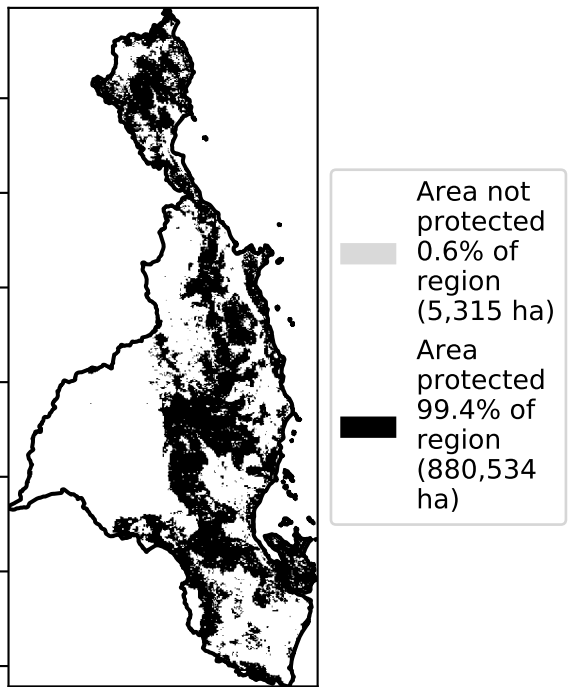 Area not
protected
0.6% of
region
(5,315 ha)
Area
protected
99.4% of
region
(880,534
ha)